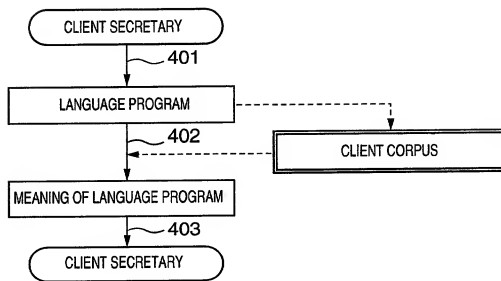 CLIENT SECRETARY
401
LANGUAGE PROGRAM
402
CLIENT CORPUS
MEANING OF LANGUAGE PROGRAM
403
CLIENT SECRETARY